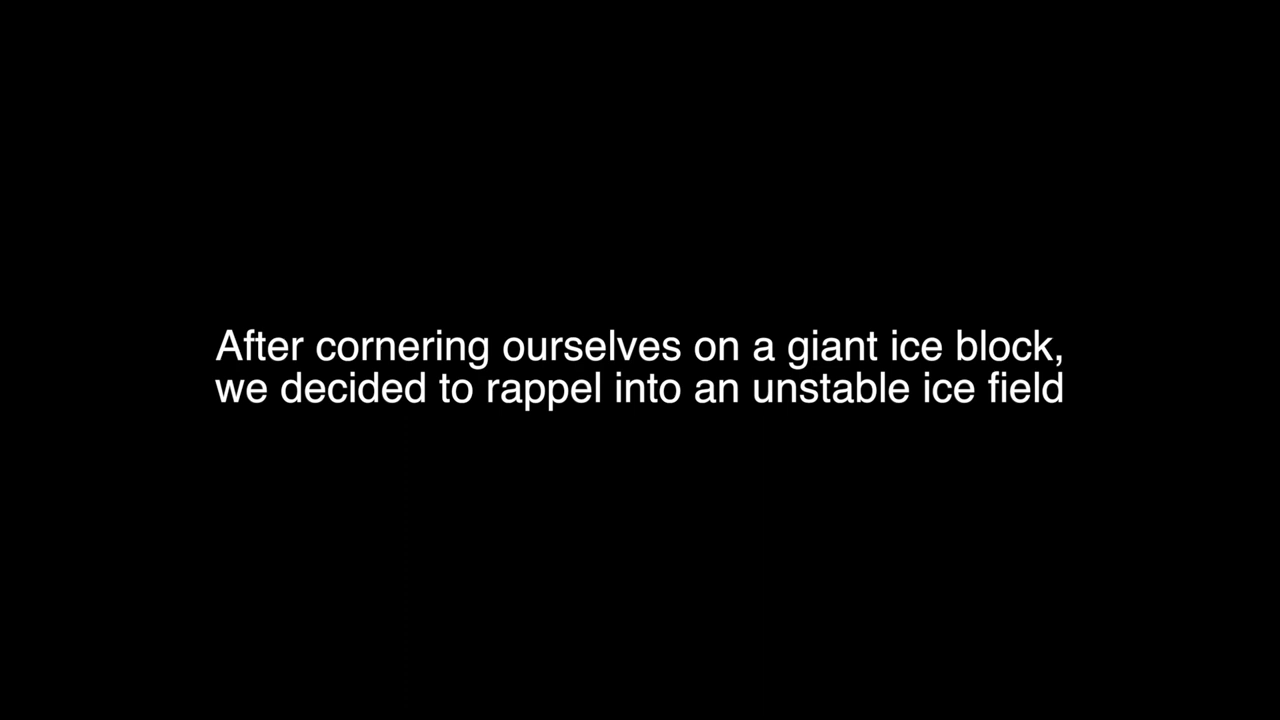 After cornering ourselves on a giant ice block,
we decided to rappel into an unstable ice field